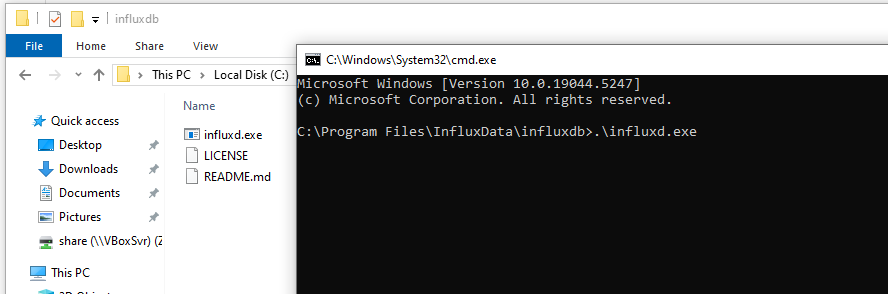 influxdb
File
Home
Share
View
This PC
Local Disk (C:)
Name
Quick access
Desktop
Downloads
Documents
Pictures
share (\\VBoxSvr) (Z
This PC
influxd.exe
LICENSE
README.md
C:\Windows\System32\cmd.exe
C:\.
Microsoft Windows [Version 10.0.19044.5247]
(c) Microsoft Corporation. All rights reserved.
C:\Program Files\InfluxData\influxdb>.\influxd.exe